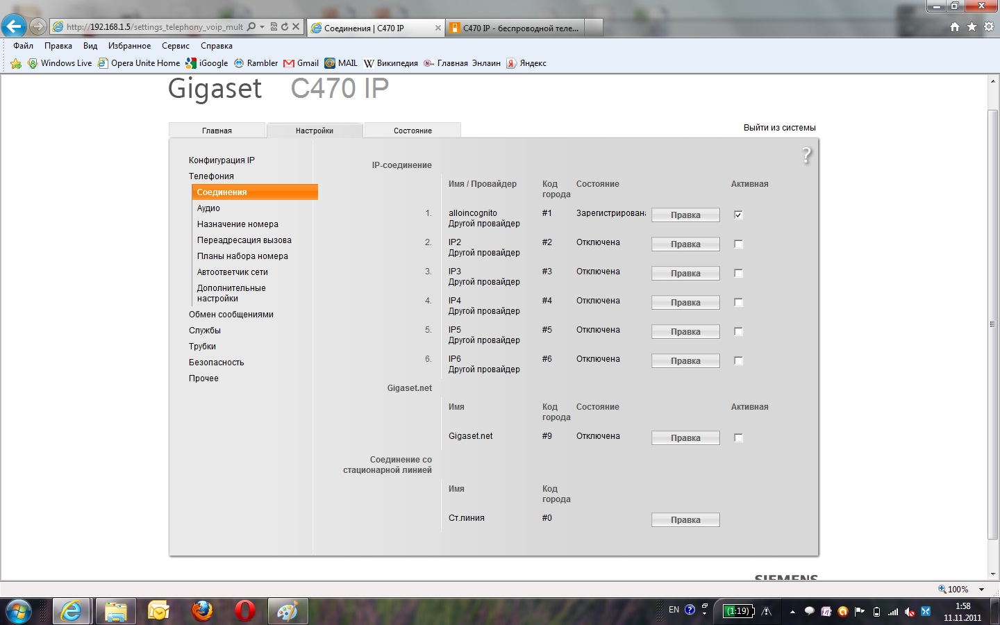 http://192.168.1.5/settings_telephony_voip_mult
Соединения | C470 IP
C470 IP - беспроводной теле...
Файл Правка Вид Избранное Сервис Справка
Windows Live Opera Unite Home iGoogle Rambler Gmail MAIL Википедия Главная Энлаин Яндекс
Gigaset C470 IP
Главная Настройки Состояние Выйти из системы
?
Конфигурация IP
Телефония
Соединения
Аудио
Назначение номера
Переадресация вызова
Планы набора номера
Автоответчик сети
Дополнительные
настройки
Обмен сообщениями
Службы
Трубки
Безопасность
Прочее
IP-соединение
Имя / Провайдер Код города Состояние Активная
1. alloincognito #1 Зарегистрирована Правка
Другой провайдер
2. IP2 #2 Отключена Правка
Другой провайдер
3. IP3 #3 Отключена Правка
Другой провайдер
4. IP4 #4 Отключена Правка
Другой провайдер
5. IP5 #5 Отключена Правка
Другой провайдер
6. IP6 #6 Отключена Правка
Другой провайдер
Gigaset.net
Имя Код города Состояние Активная
Gigaset.net #9 Отключена Правка
Соединение со
стационарной линией
Имя Код города
Ст.линия #0 Правка
SIEMENS
100%
EN (1:19) 1:58
11.11.2011